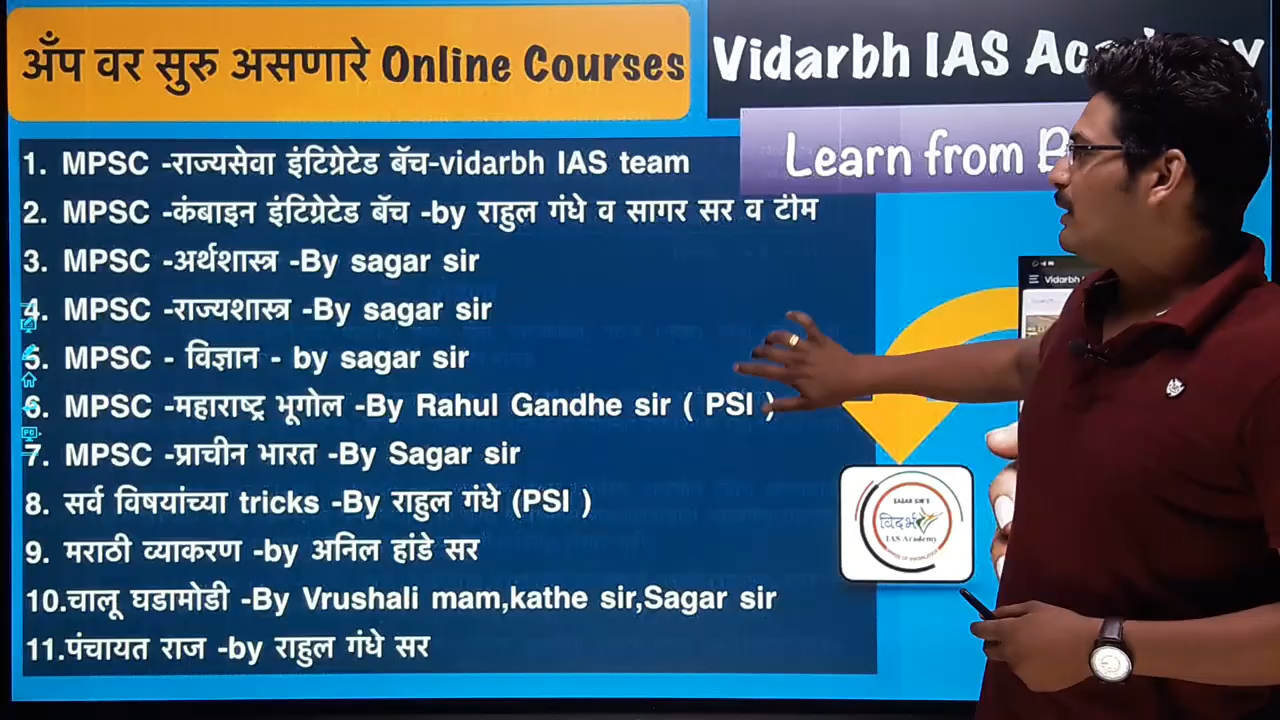 अँप वर सुरु असणारे Online Courses
Vidarbh IAS Academy
Learn from
1. MPSC -राज्यसेवा इंटिग्रेटेड बॅच-vidarbh IAS team
2. MPSC -कंबाइन इंटिग्रेटेड बॅच -by राहुल गंधे व सागर सर व टीम
3. MPSC -अर्थशास्त्र -By sagar sir
4. MPSC -राज्यशास्त्र -By sagar sir
5. MPSC - विज्ञान - by sagar sir
6. MPSC -महाराष्ट्र भूगोल -By Rahul Gandhe sir ( PSI )
7. MPSC -प्राचीन भारत -By Sagar sir
8. सर्व विषयांच्या tricks -By राहुल गंधे (PSI )
9. मराठी व्याकरण -by अनिल हांडे सर
10.चालू घडामोडी -By Vrushali mam,kathe sir,Sagar sir
11.पंचायत राज -by राहुल गंधे सर
Vidarbh
SAGAR SIR'S
विदर्भ
IAS Academy